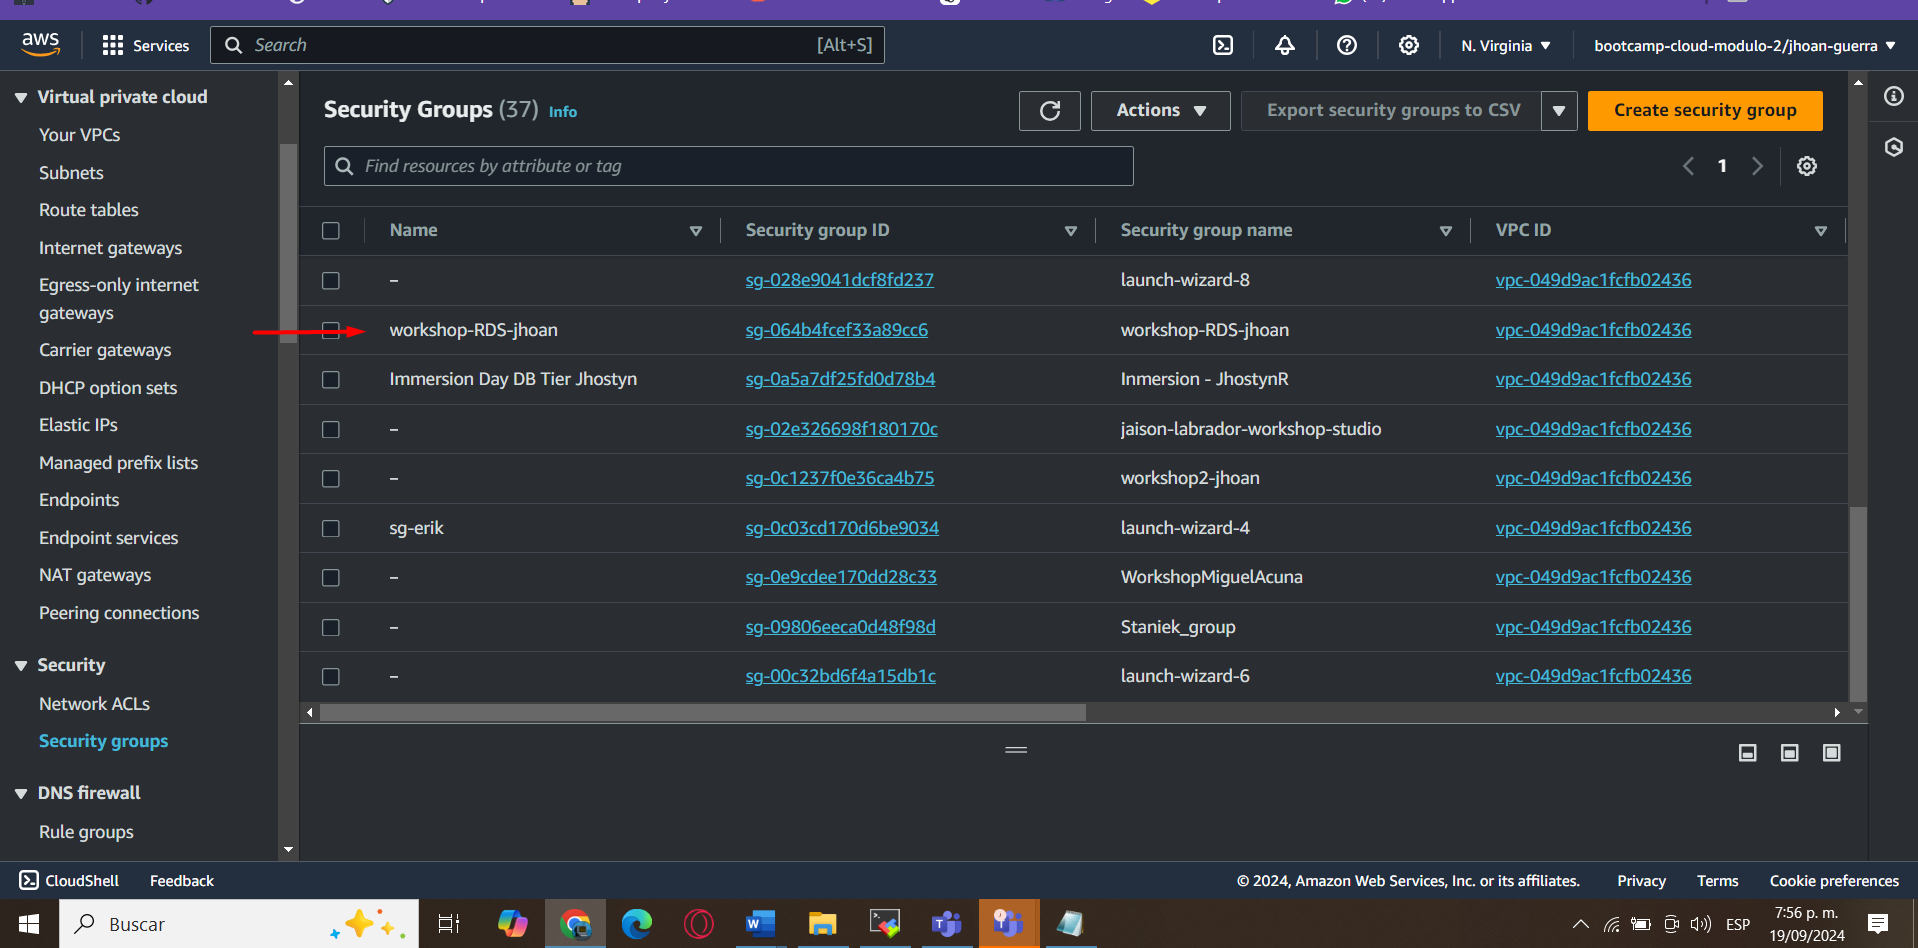 aws
Services
Search
[Alt+S]
N. Virginia
bootcamp-cloud-modulo-2/jhoan-guerra
Virtual private cloud
Your VPCs
Subnets
Route tables
Internet gateways
Egress-only internet
gateways
Carrier gateways
DHCP option sets
Elastic IPs
Managed prefix lists
Endpoints
Endpoint services
NAT gateways
Peering connections
Security
Network ACLs
Security groups
DNS firewall
Rule groups
Security Groups (37) Info
Actions
Export security groups to CSV
Create security group
Find resources by attribute or tag
1
Name Security group ID Security group name VPC ID
– sg-028e9041dcf8fd237 launch-wizard-8 vpc-049d9ac1fcfb02436
workshop-RDS-jhoan sg-064b4fcef33a89cc6 workshop-RDS-jhoan vpc-049d9ac1fcfb02436
Immersion Day DB Tier Jhostyn sg-0a5a7df25fd0d78b4 Inmersion - JhostynR vpc-049d9ac1fcfb02436
– sg-02e326698f180170c jaison-labrador-workshop-studio vpc-049d9ac1fcfb02436
– sg-0c1237f0e36ca4b75 workshop2-jhoan vpc-049d9ac1fcfb02436
sg-erik sg-0c03cd170d6be9034 launch-wizard-4 vpc-049d9ac1fcfb02436
– sg-0e9cdee170dd28c33 WorkshopMiguelAcuna vpc-049d9ac1fcfb02436
– sg-09806eeca0d48f98d Staniek_group vpc-049d9ac1fcfb02436
– sg-00c32bd6f4a15db1c launch-wizard-6 vpc-049d9ac1fcfb02436
CloudShell Feedback
© 2024, Amazon Web Services, Inc. or its affiliates. Privacy Terms Cookie preferences
Buscar
ESP
7:56 p. m.
19/09/2024